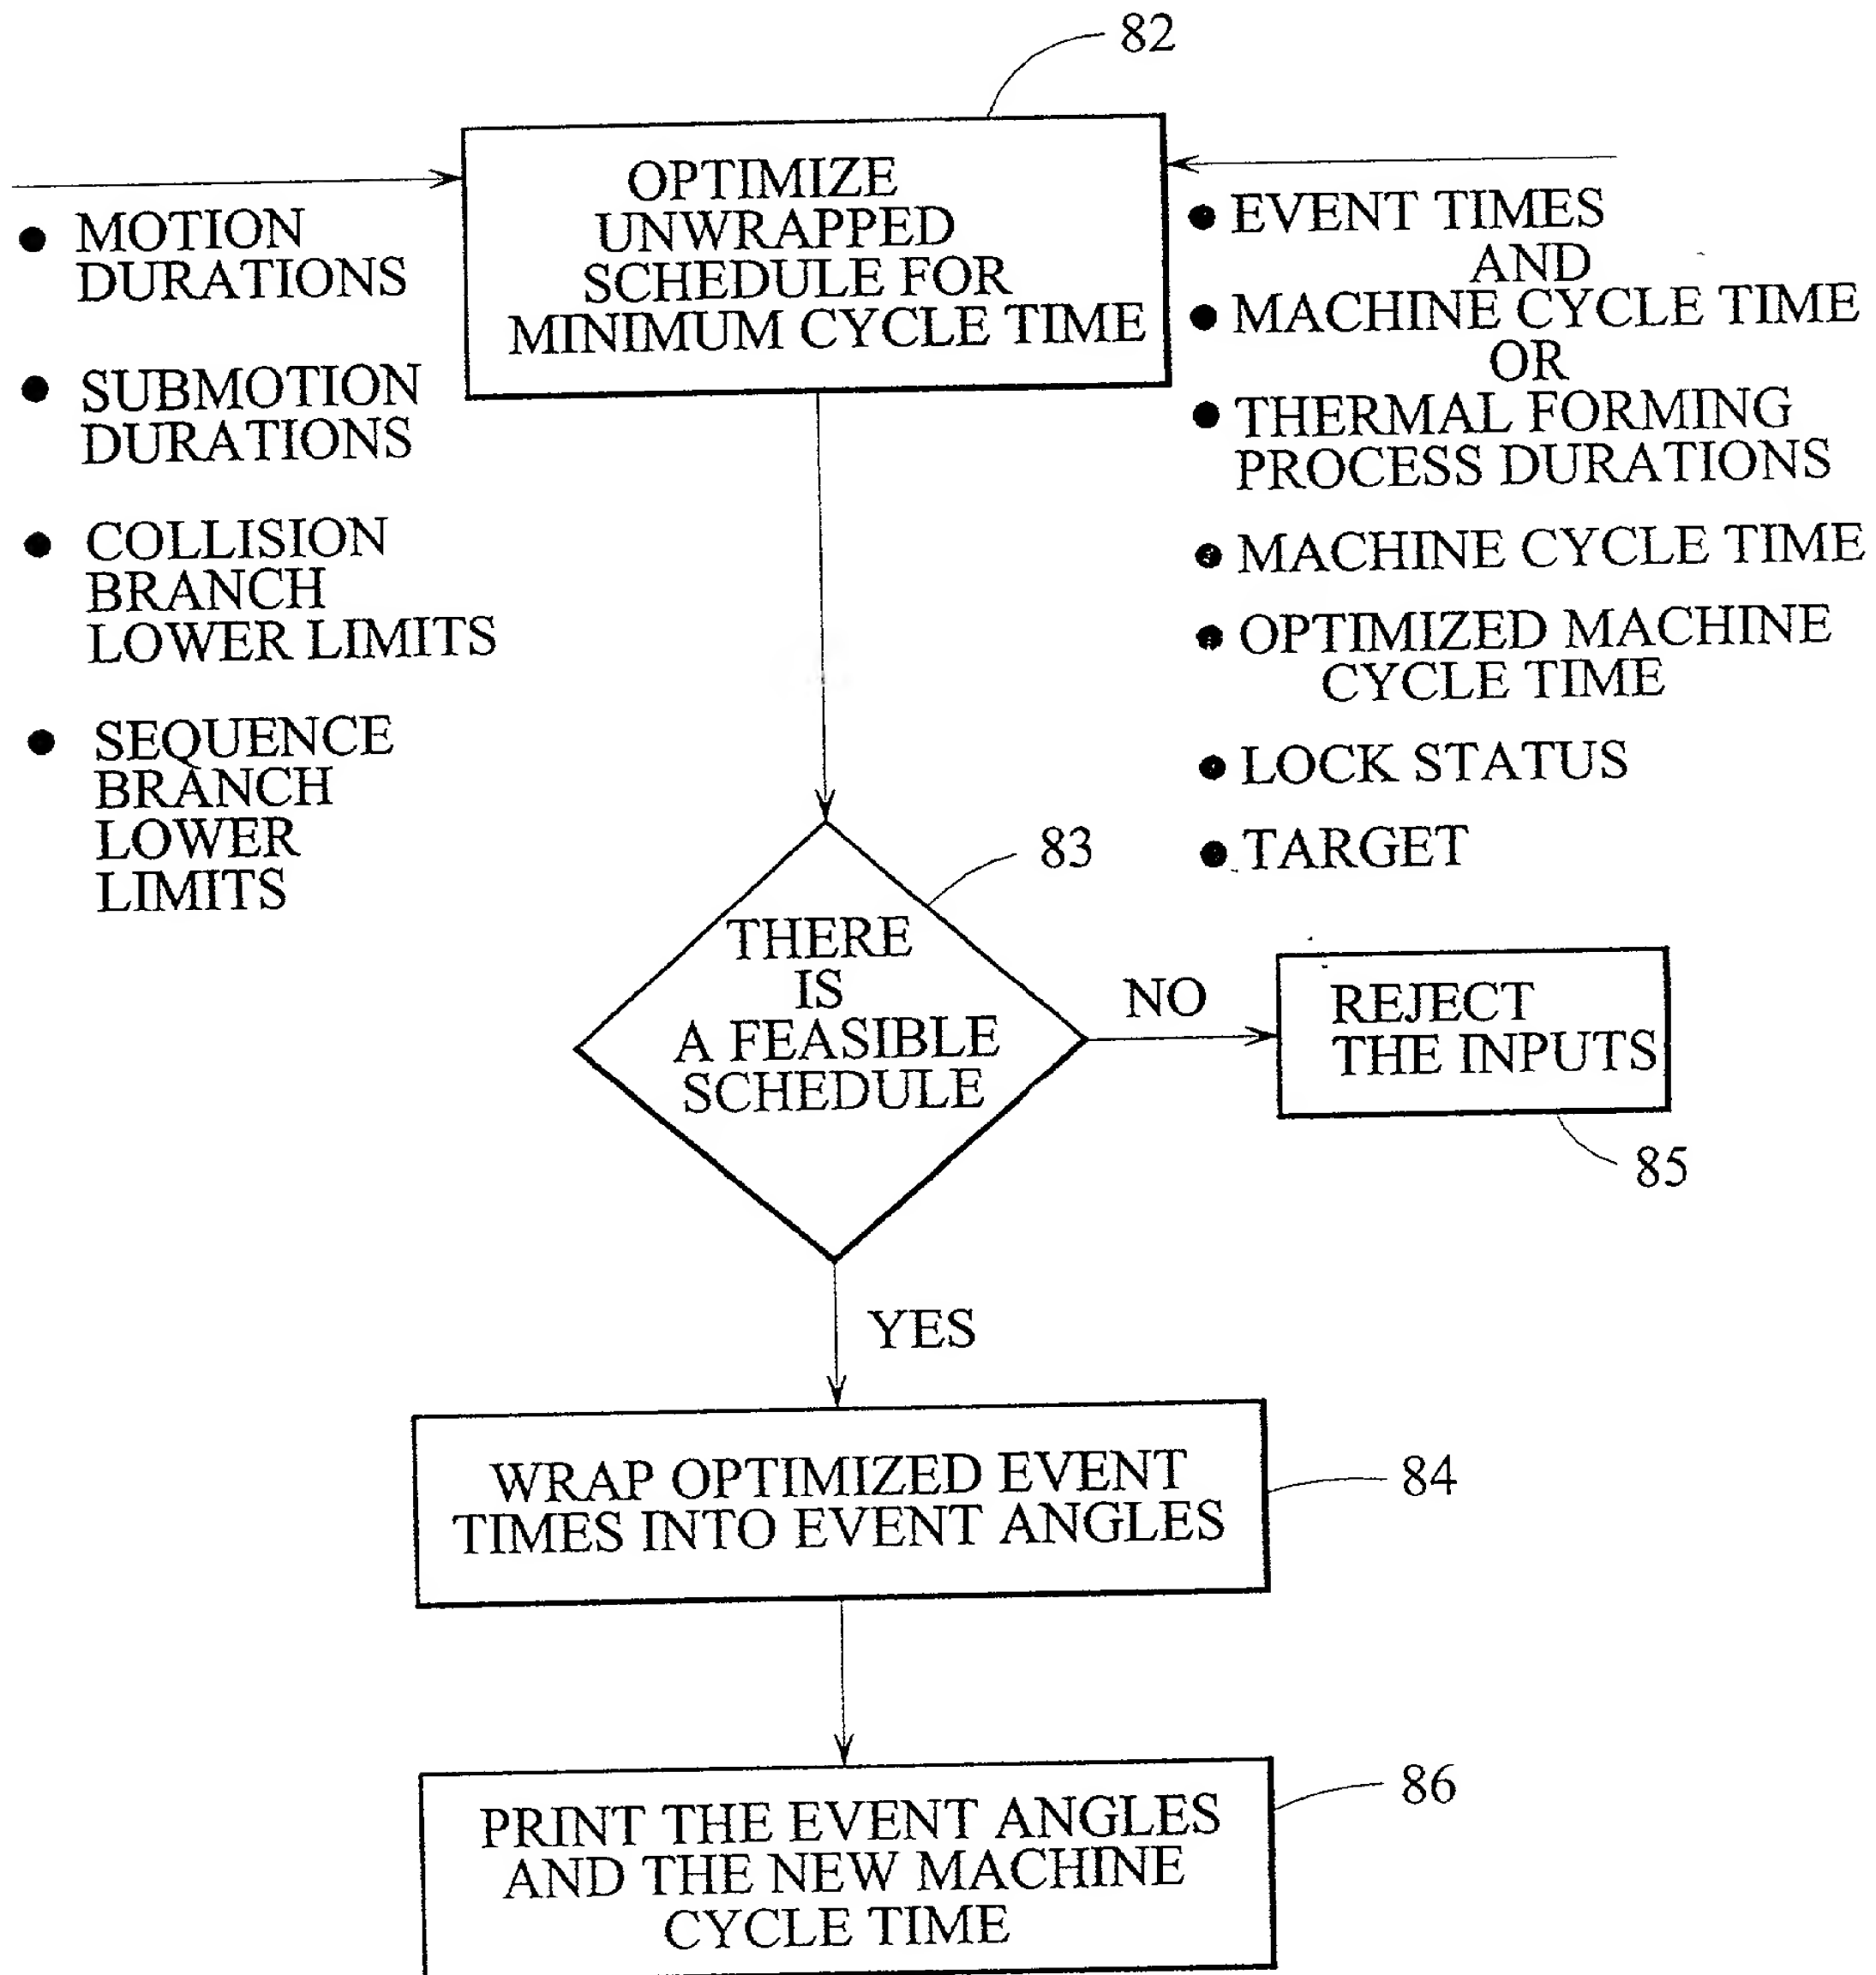 82
OPTIMIZE
UNWRAPPED
SCHEDULE FOR
MINIMUM CYCLE TIME
● MOTION
DURATIONS
● SUBMOTION
DURATIONS
● COLLISION
BRANCH
LOWER LIMITS
● SEQUENCE
BRANCH
LOWER
LIMITS
● EVENT TIMES
AND
● MACHINE CYCLE TIME
OR
● THERMAL FORMING
PROCESS DURATIONS
● MACHINE CYCLE TIME
● OPTIMIZED MACHINE
CYCLE TIME
● LOCK STATUS
● TARGET
83
THERE
IS
A FEASIBLE
SCHEDULE
NO
REJECT
THE INPUTS
85
YES
WRAP OPTIMIZED EVENT
TIMES INTO EVENT ANGLES
84
PRINT THE EVENT ANGLES
AND THE NEW MACHINE
CYCLE TIME
86